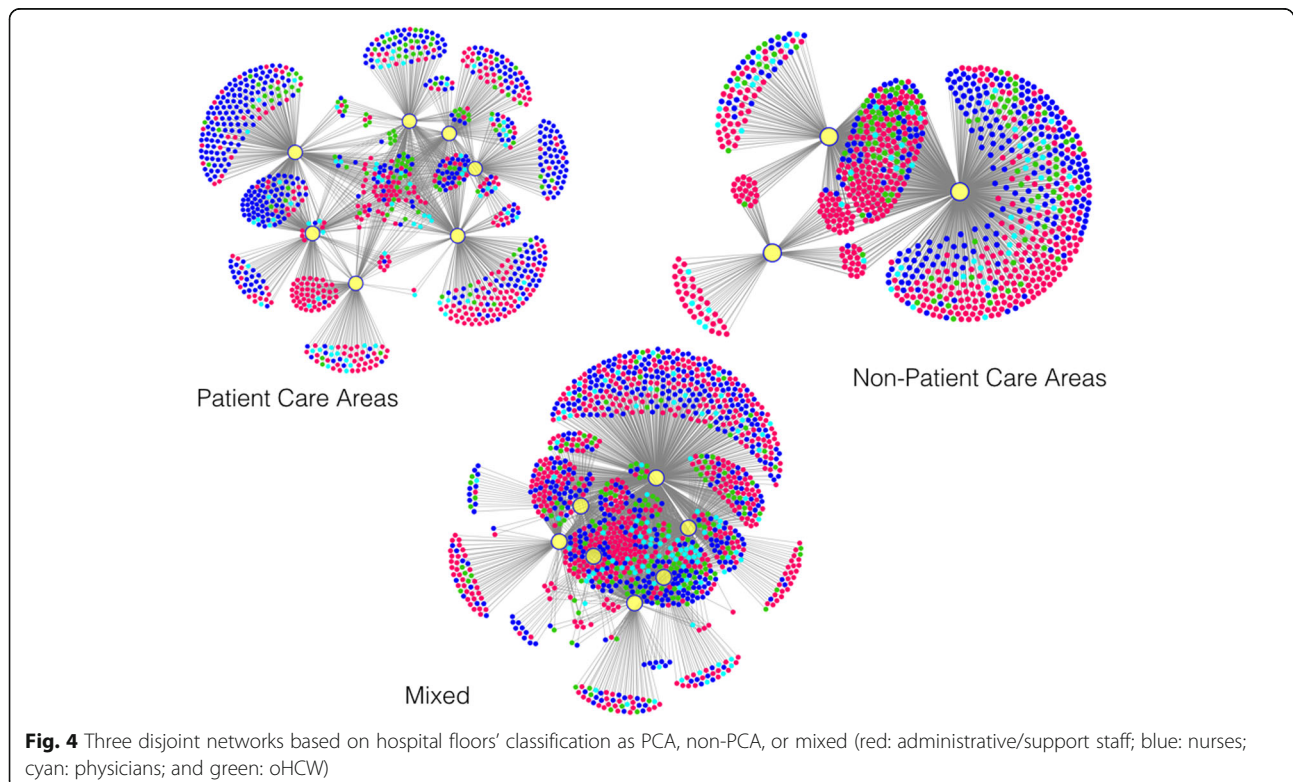 Patient Care Areas
Non-Patient Care Areas
Mixed
Fig. 4 Three disjoint networks based on hospital floors’ classification as PCA, non-PCA, or mixed (red: administrative/support staff; blue: nurses;
cyan: physicians; and green: oHCW)